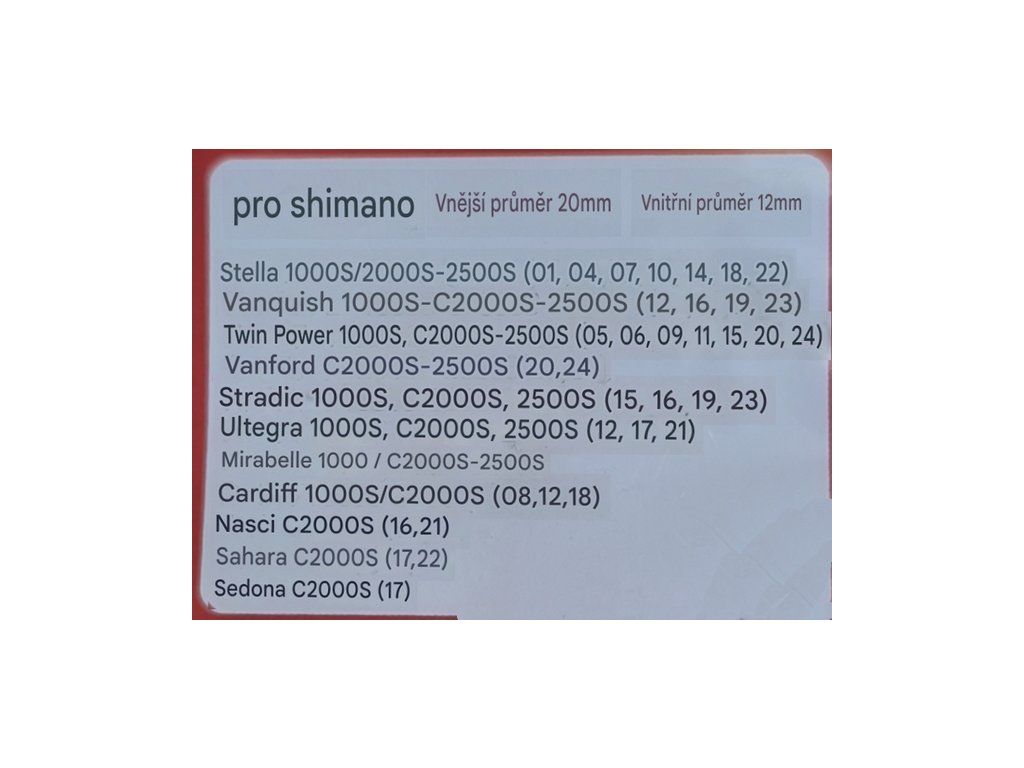 pro shimano Vnější průměr 20mm Vnitřní průměr 12mm
Stella 1000S/2000S-2500S (01, 04, 07, 10, 14, 18, 22)
Vanquish 1000S-C2000S-2500S (12, 16, 19, 23)
Twin Power 1000S, C2000S-2500S (05, 06, 09, 11, 15, 20, 24)
Vanford C2000S-2500S (20,24)
Stradic 1000S, C2000S, 2500S (15, 16, 19, 23)
Ultegra 1000S, C2000S, 2500S (12, 17, 21)
Mirabelle 1000 / C2000S-2500S
Cardiff 1000S/C2000S (08,12,18)
Nasci C2000S (16,21)
Sahara C2000S (17,22)
Sedona C2000S (17)